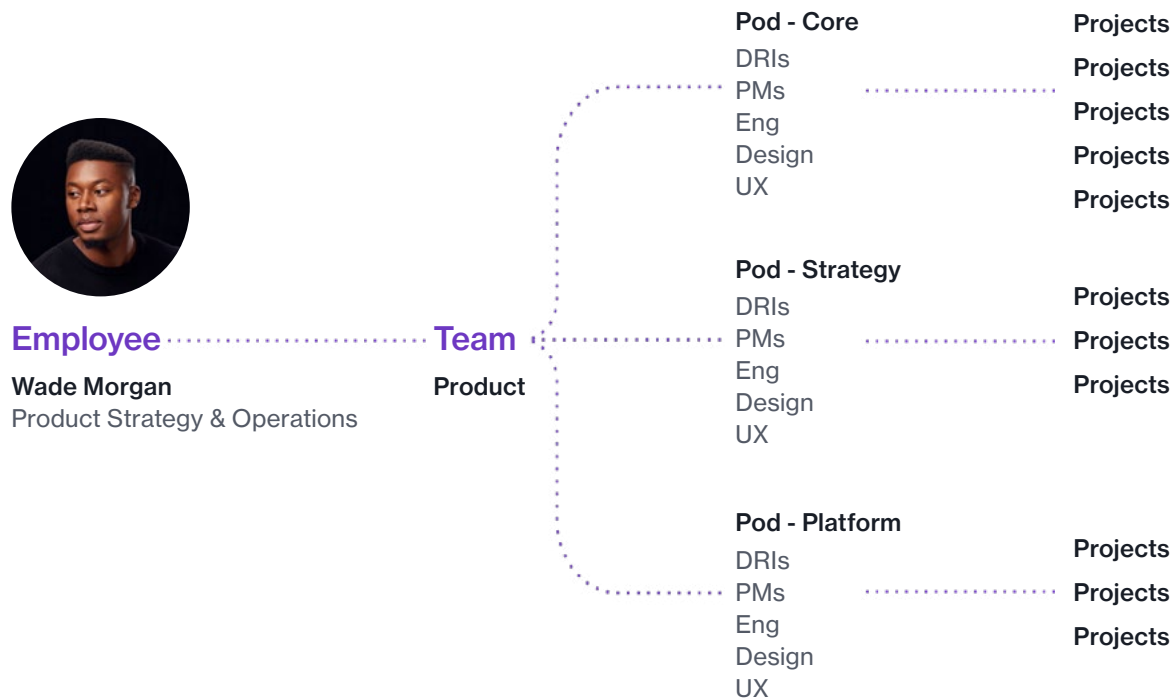 Employee
Wade Morgan
Product Strategy & Operations
Team
Product
Pod - Core
DRIs
PMs
Eng
Design
UX
Projects
Projects
Projects
Projects
Projects
Pod - Strategy
DRIs
PMs
Eng
Design
UX
Projects
Projects
Projects
Pod - Platform
DRIs
PMs
Eng
Design
UX
Projects
Projects
Projects